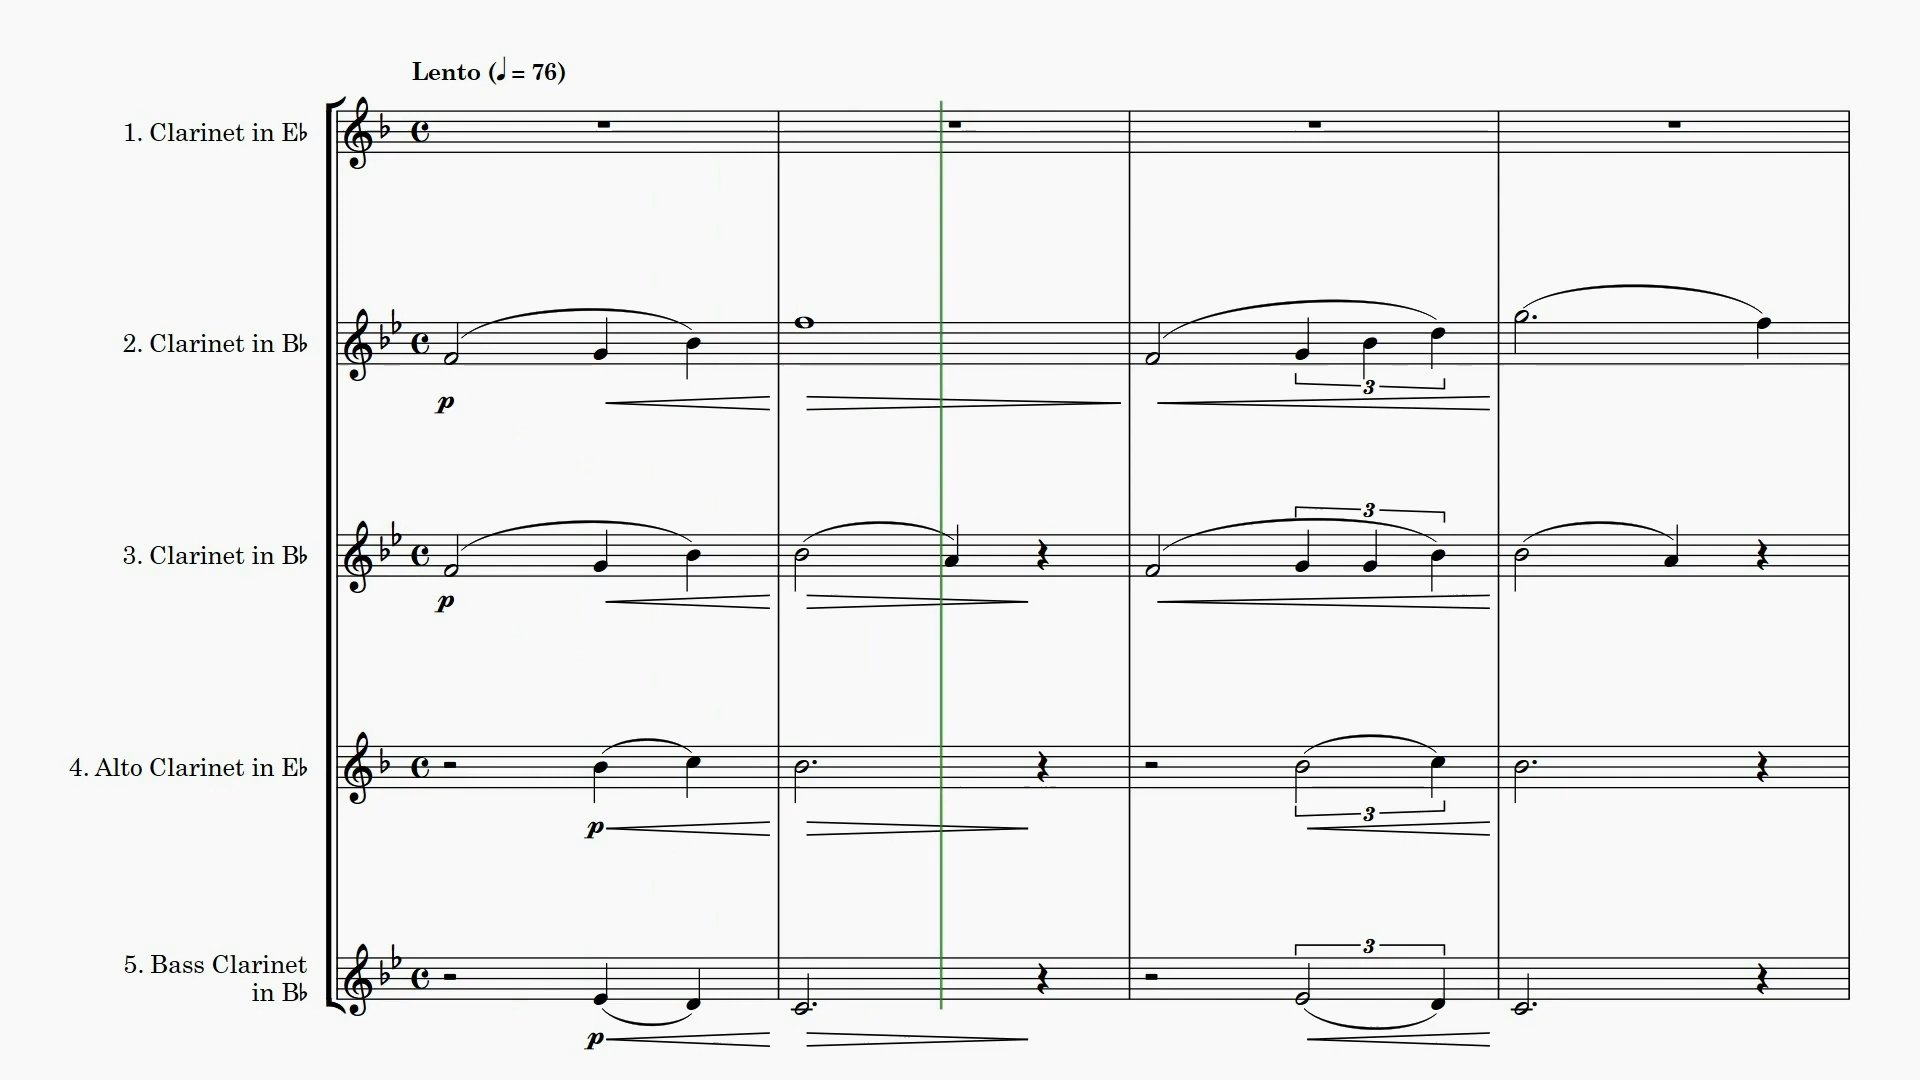 Lento (♩ = 76)
1. Clarinet in E♭
2. Clarinet in B♭
p
3
3. Clarinet in B♭
3
p
4. Alto Clarinet in E♭
p
3
5. Bass Clarinet
in B♭
3
p